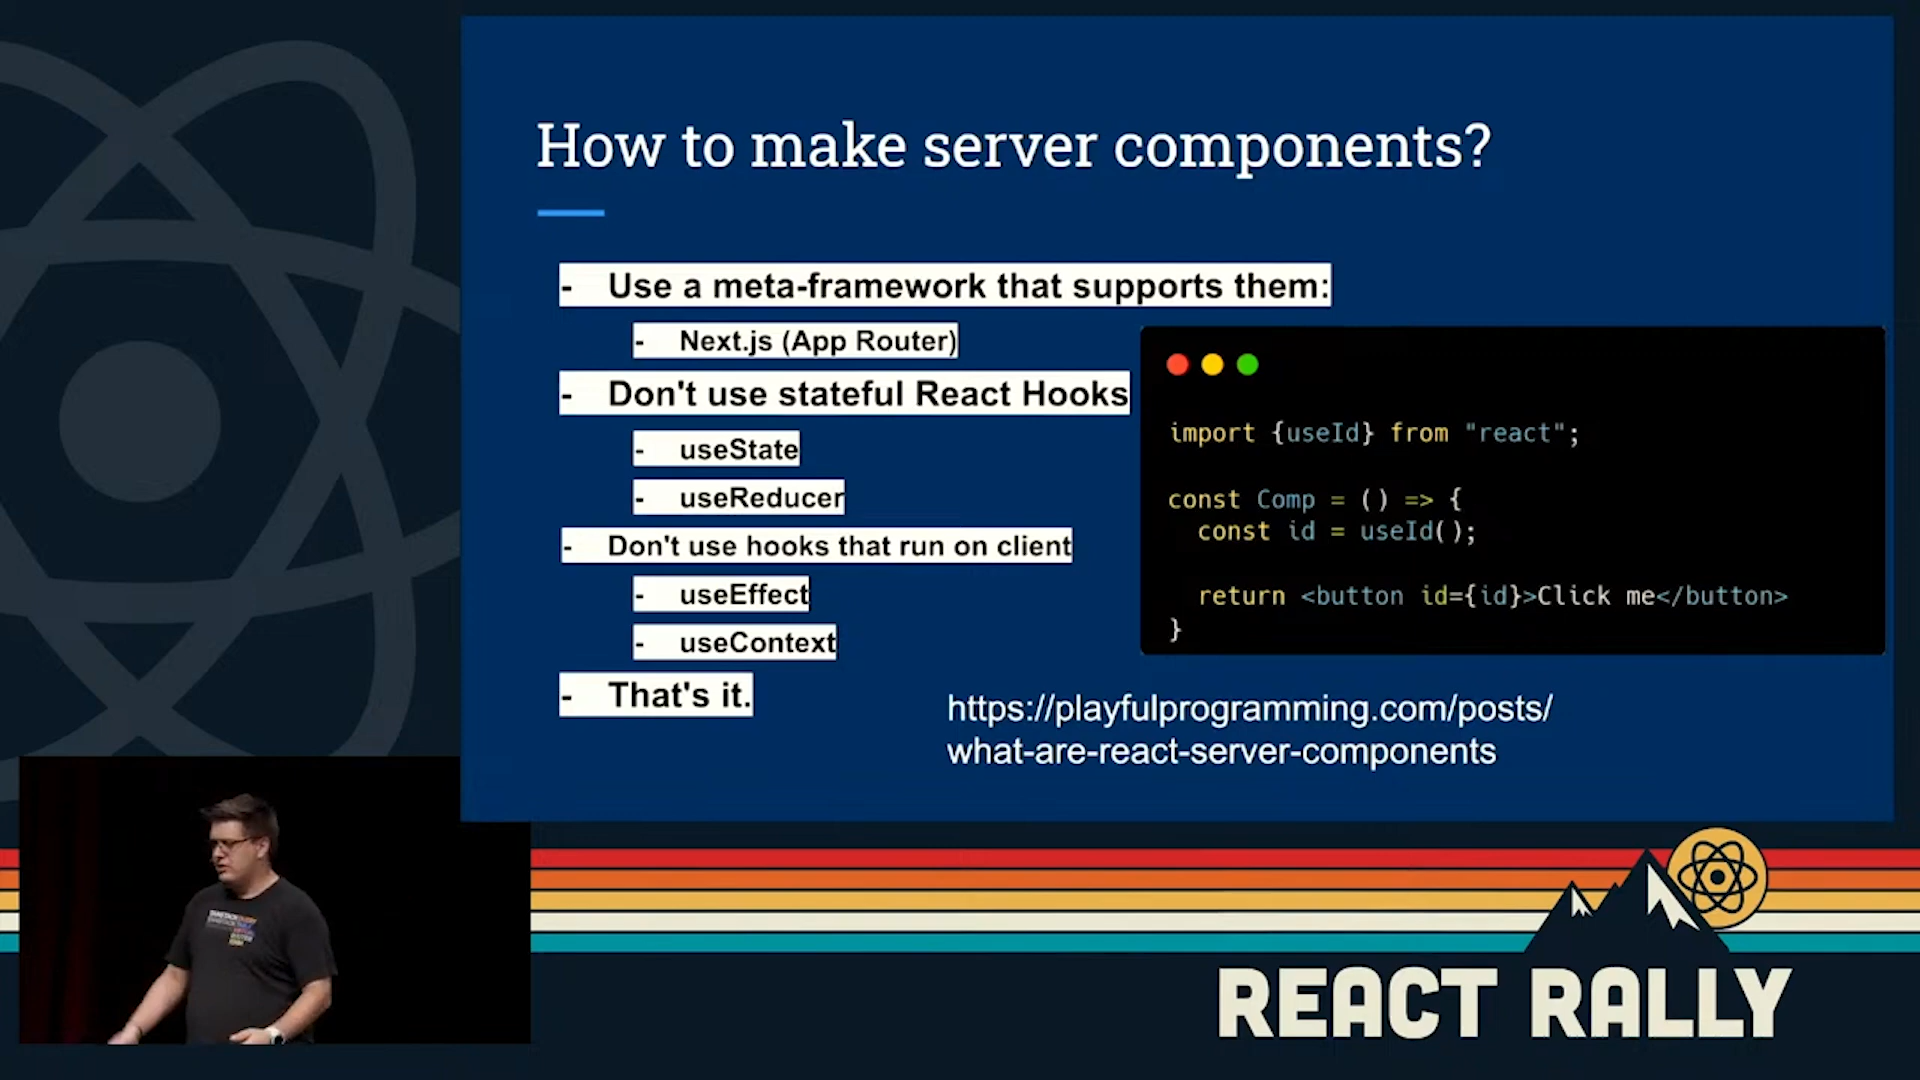 How to make server components?
- Use a meta-framework that supports them:
- Next.js (App Router)
- Don't use stateful React Hooks
- useState
- useReducer
- Don't use hooks that run on client
- useEffect
- useContext
- That's it.
import {useId} from "react";
const Comp = () => {
const id = useId();
return <button id={id}>Click me</button>
}
https://playfulprogramming.com/posts/
what-are-react-server-components
REACT RALLY